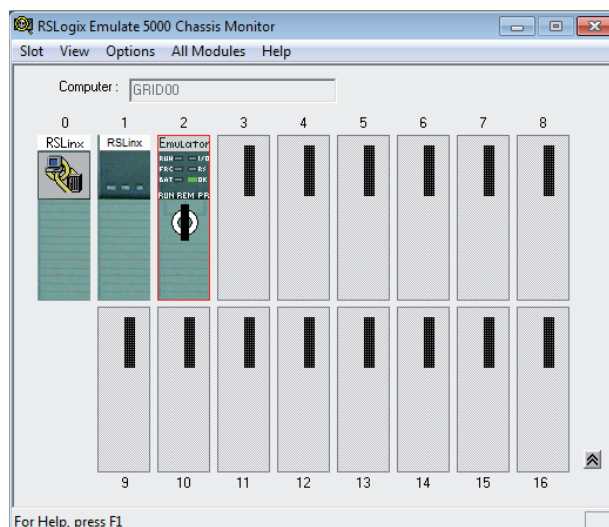 RSLogix Emulate 5000 Chassis Monitor
Slot View Options All Modules Help
Computer : GRID00
0 1 2 3 4 5 6 7 8
RSLinx RSLinx Emulator
RUN I/O
FRC RS
BAT OK
RUN REM PR
9 10 11 12 13 14 15 16
For Help, press F1